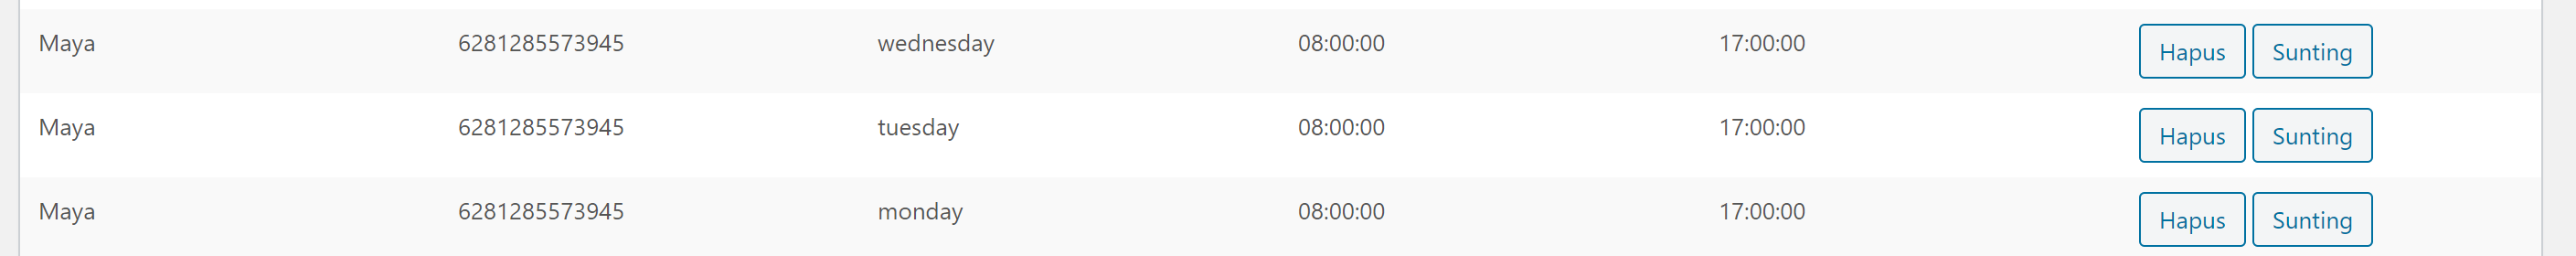 Maya 6281285573945 wednesday 08:00:00 17:00:00 Hapus Sunting
Maya 6281285573945 tuesday 08:00:00 17:00:00 Hapus Sunting
Maya 6281285573945 monday 08:00:00 17:00:00 Hapus Sunting